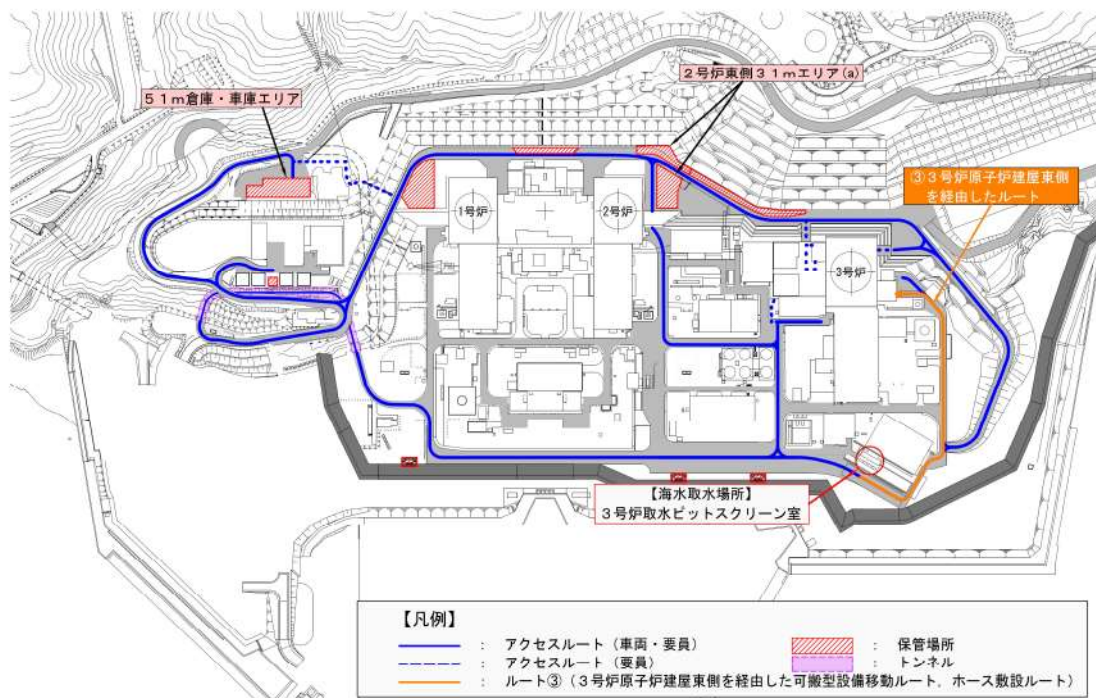 ２号炉東側３１ｍエリア(a)
５１ｍ倉庫・車庫エリア
③３号炉原子炉建屋東側
を経由したルート
1号炉
2号炉
3号炉
【海水取水場所】
３号炉取水ピットスクリーン室
【凡例】
： アクセスルート（車両・要員）
： 保管場所
： アクセスルート（要員）
： トンネル
： ルート③（３号炉原子炉建屋東側を経由した可搬型設備移動ルート，ホース敷設ルート）